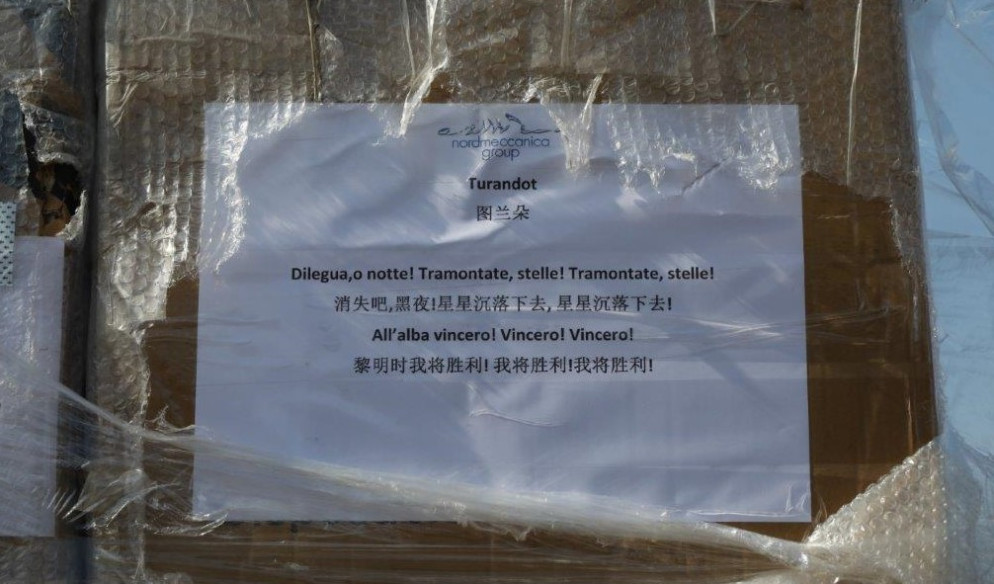 nordmeccanica
group
Turandot
图兰朵
Dilegua,o notte! Tramontate, stelle! Tramontate, stelle!
消失吧,黑夜!星星沉落下去, 星星沉落下去!
All’alba vincero! Vincero! Vincero!
黎明时我将胜利! 我将胜利!我将胜利!